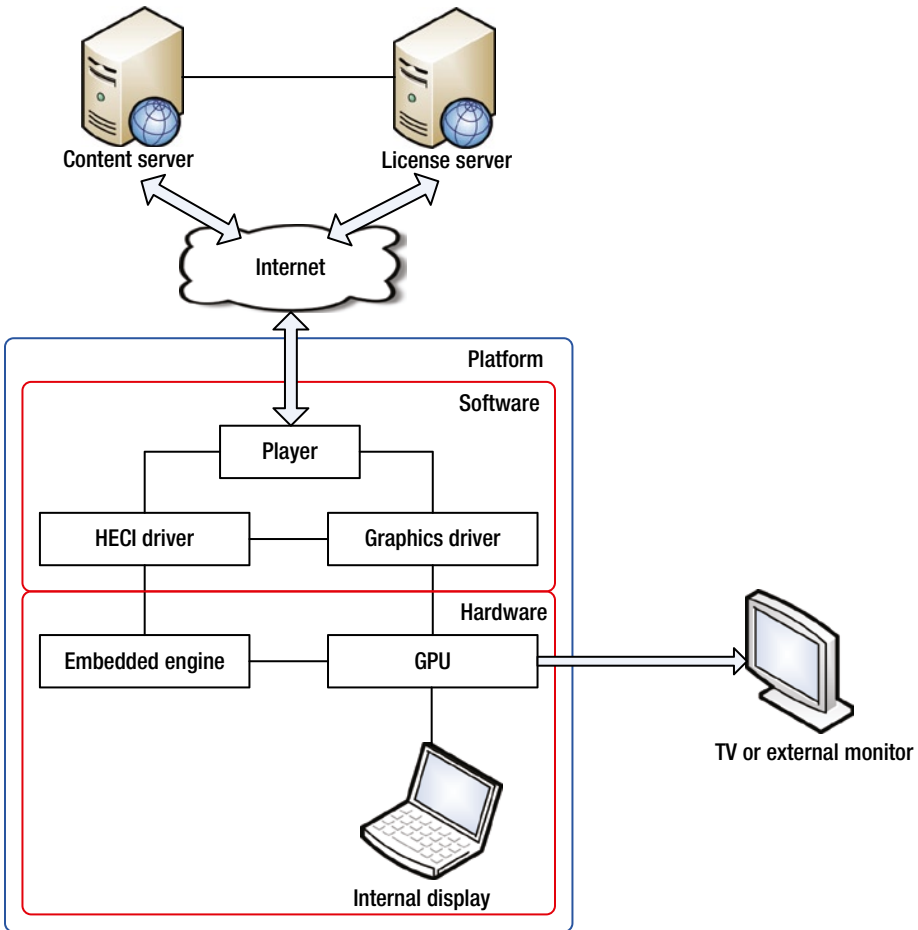 Content server
License server
Internet
Platform
Software
Player
HECI driver
Graphics driver
Hardware
Embedded engine
GPU
TV or external monitor
Internal display